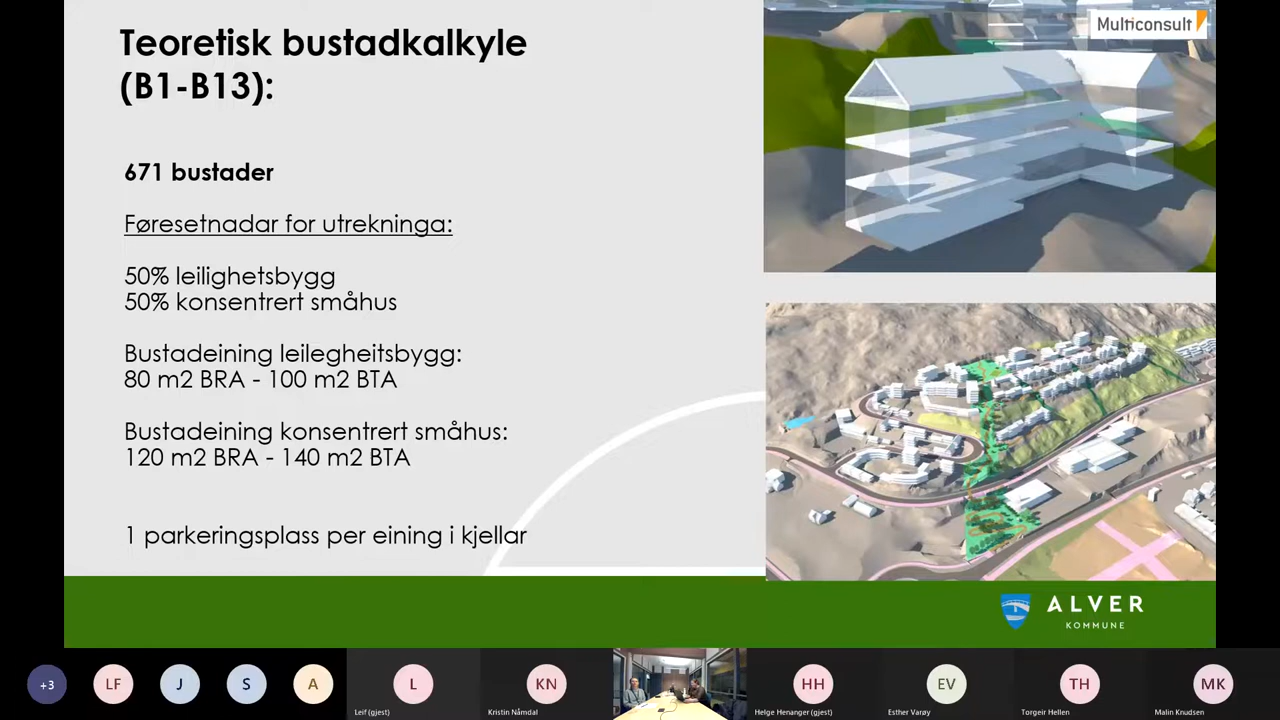 Teoretisk bustadkalkyle
(B1-B13):
671 bustader
Føresetnadar for utrekninga:
50% leilighetsbygg
50% konsentrert småhus
Bustadeining leilegheitsbygg:
80 m2 BRA - 100 m2 BTA
Bustadeining konsentrert småhus:
120 m2 BRA - 140 m2 BTA
1 parkeringsplass per eining i kjellar
Multiconsult
ALVER
KOMMUNE
+3
LF
J
S
A
L
Leif (gjest)
KN
Kristin Nåmdal
HH
Helge Henanger (gjest)
EV
Esther Varøy
TH
Torgeir Hellen
MK
Malin Knudsen